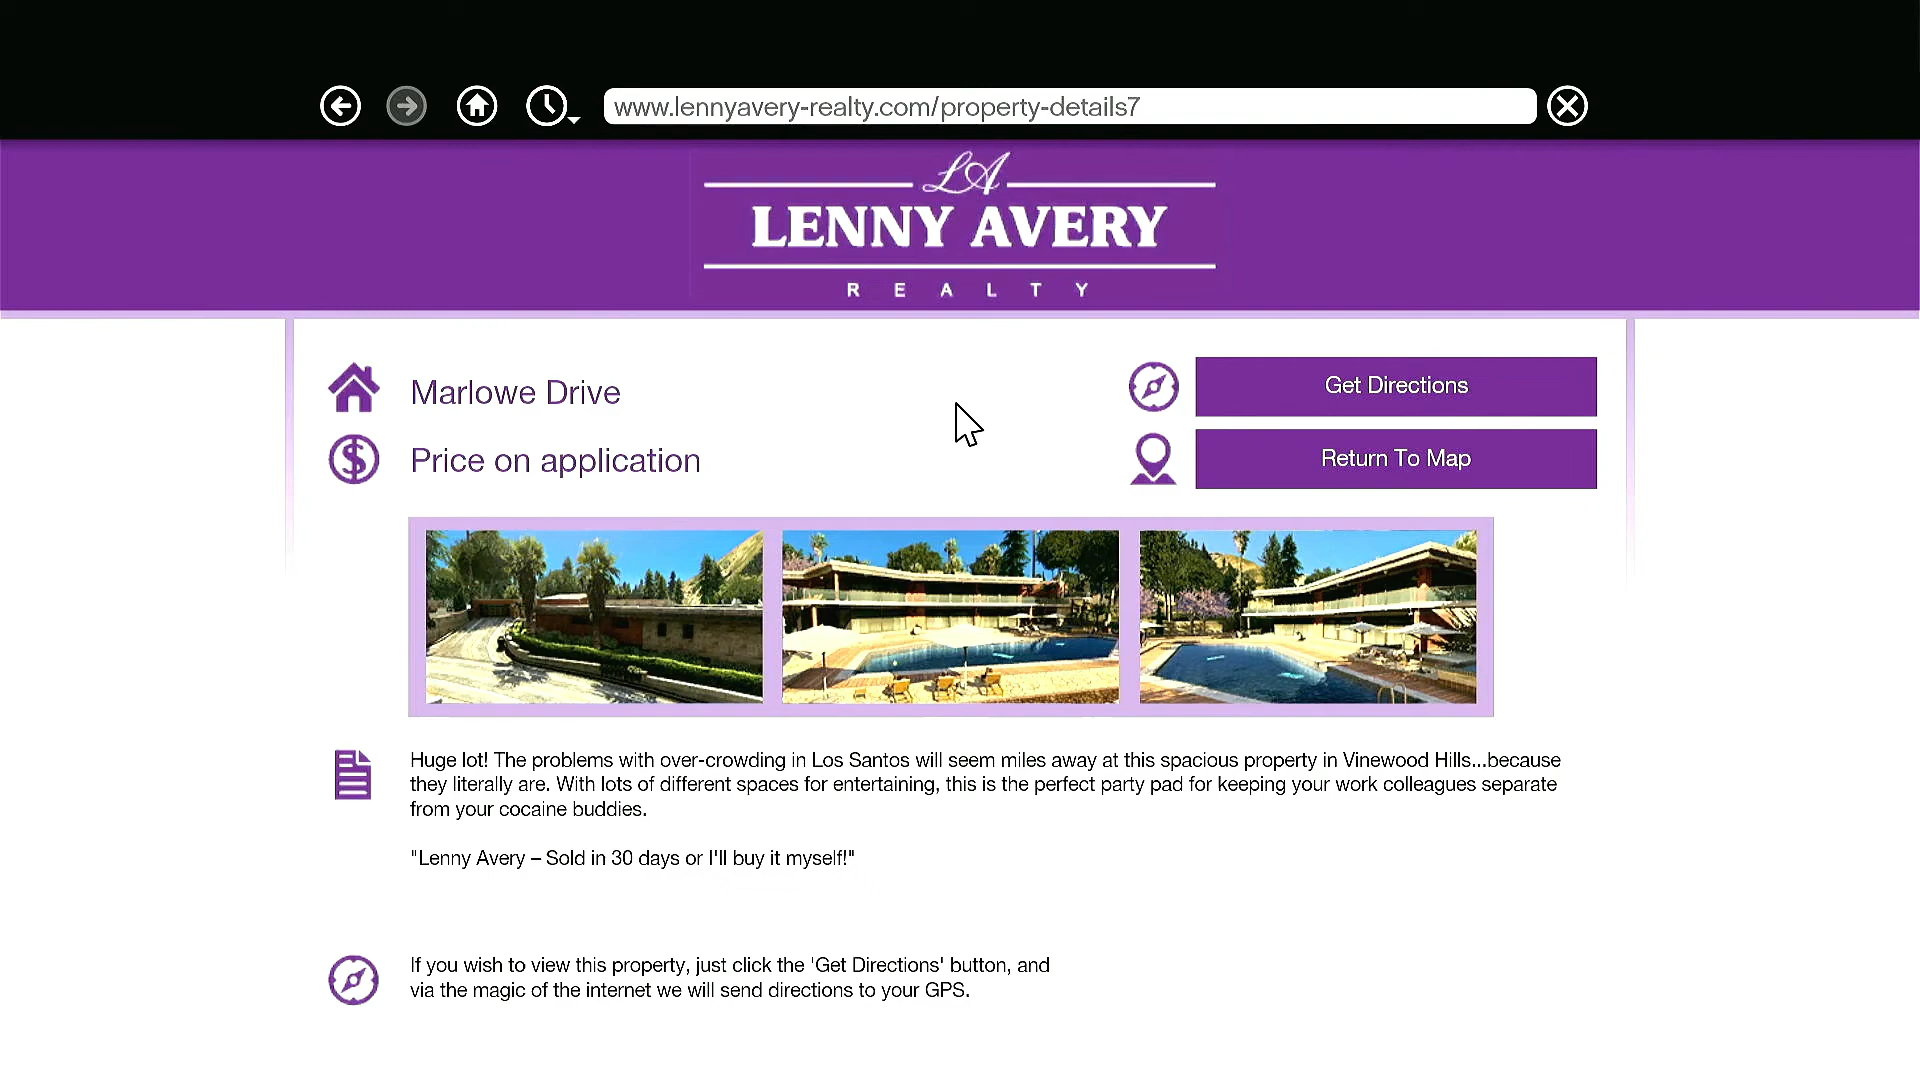 www.lennyavery-realty.com/property-details7
LA
LENNY AVERY
REALTY
Marlowe Drive
Get Directions
Price on application
Return To Map
Huge lot! The problems with over-crowding in Los Santos will seem miles away at this spacious property in Vinewood Hills...because
they literally are. With lots of different spaces for entertaining, this is the perfect party pad for keeping your work colleagues separate
from your cocaine buddies.
"Lenny Avery – Sold in 30 days or I'll buy it myself!"
If you wish to view this property, just click the 'Get Directions' button, and
via the magic of the internet we will send directions to your GPS.